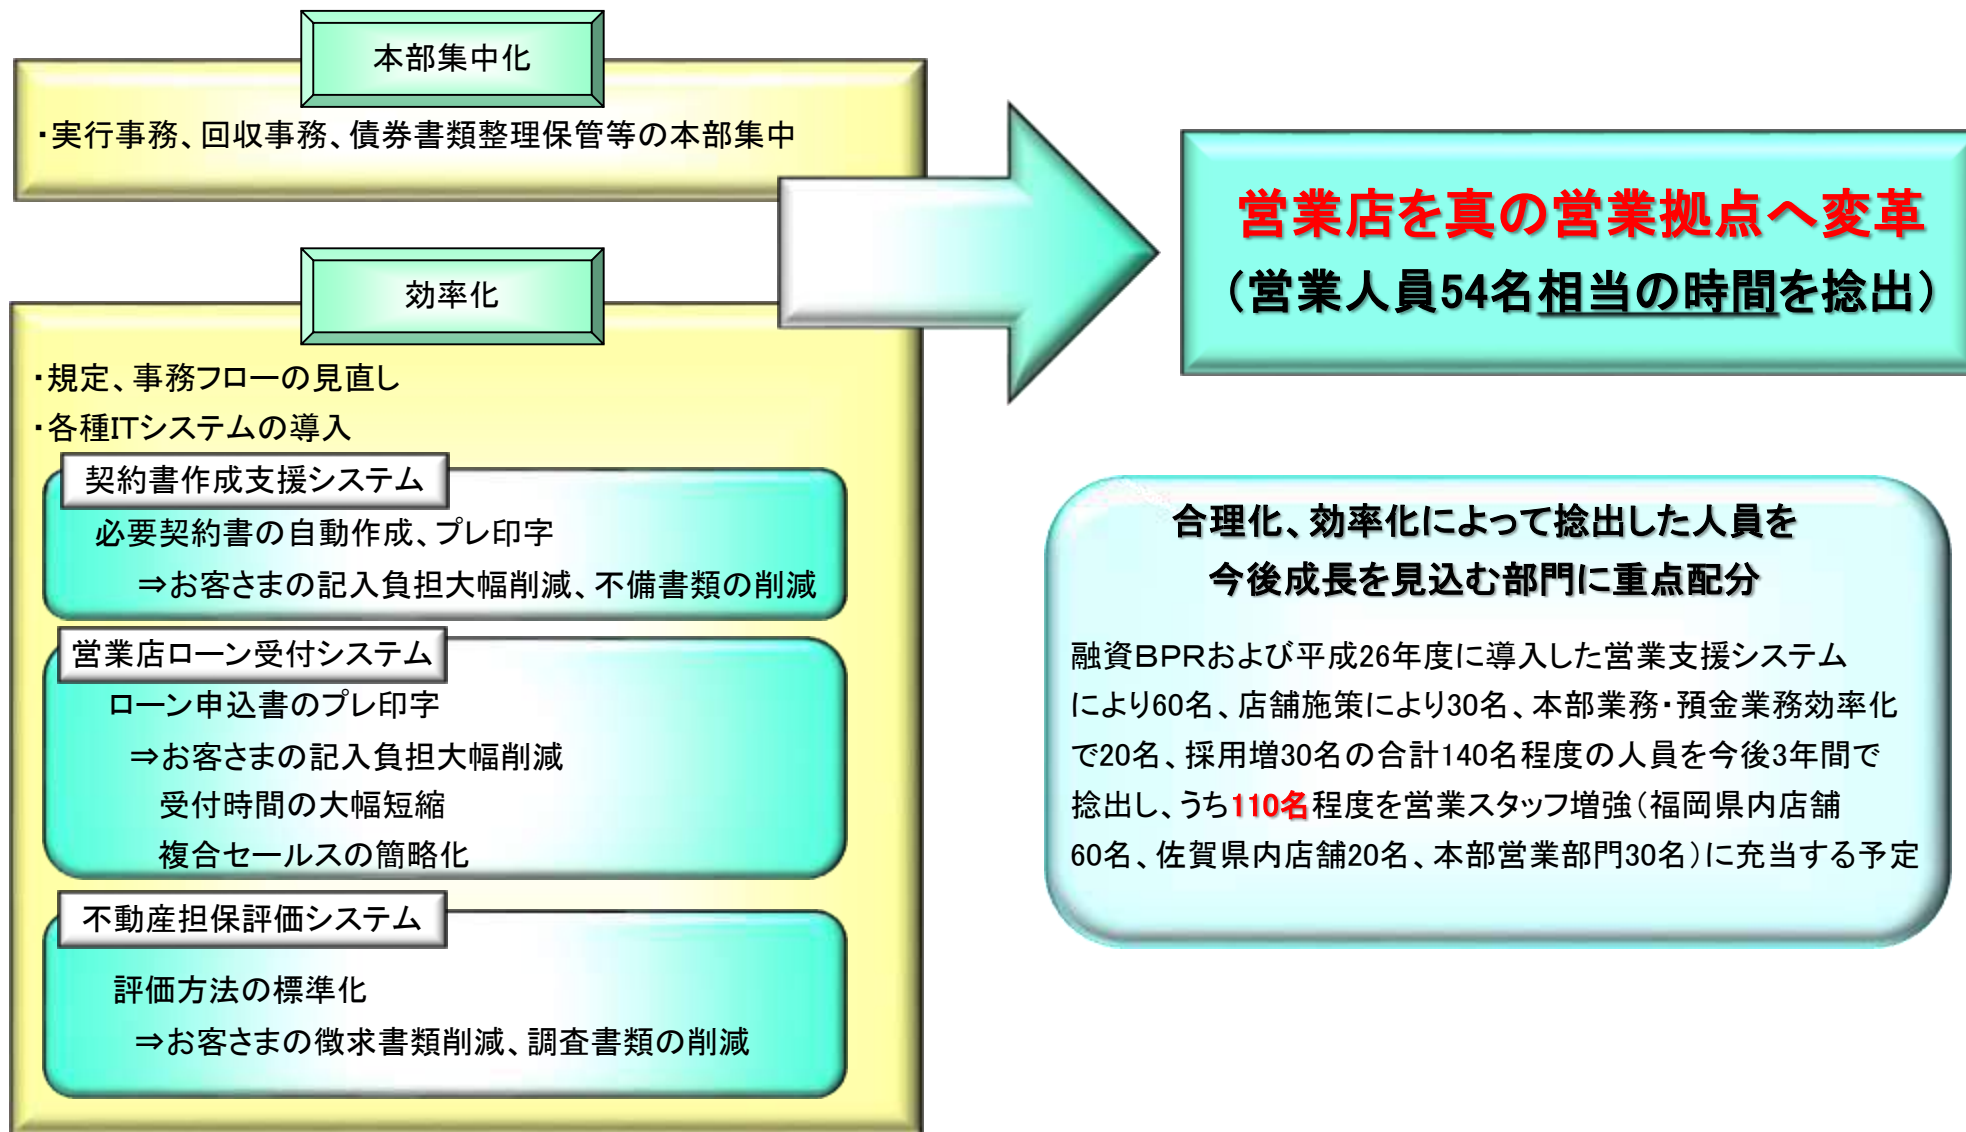 本部集中化
・実行事務、回収事務、債券書類整理保管等の本部集中
効率化
・規定、事務フローの見直し
・各種ITシステムの導入
契約書作成支援システム
必要契約書の自動作成、プレ印字
⇒お客さまの記入負担大幅削減、不備書類の削減
営業店ローン受付システム
ローン申込書のプレ印字
⇒お客さまの記入負担大幅削減
受付時間の大幅短縮
複合セールスの簡略化
不動産担保評価システム
評価方法の標準化
⇒お客さまの徴求書類削減、調査書類の削減
営業店を真の営業拠点へ変革
（営業人員54名相当の時間を捻出）
合理化、効率化によって捻出した人員を
今後成長を見込む部門に重点配分
融資ＢＰＲおよび平成26年度に導入した営業支援システム
により60名、店舗施策により30名、本部業務・預金業務効率化
で20名、採用増30名の合計140名程度の人員を今後3年間で
捻出し、うち110名程度を営業スタッフ増強（福岡県内店舗
60名、佐賀県内店舗20名、本部営業部門30名）に充当する予定